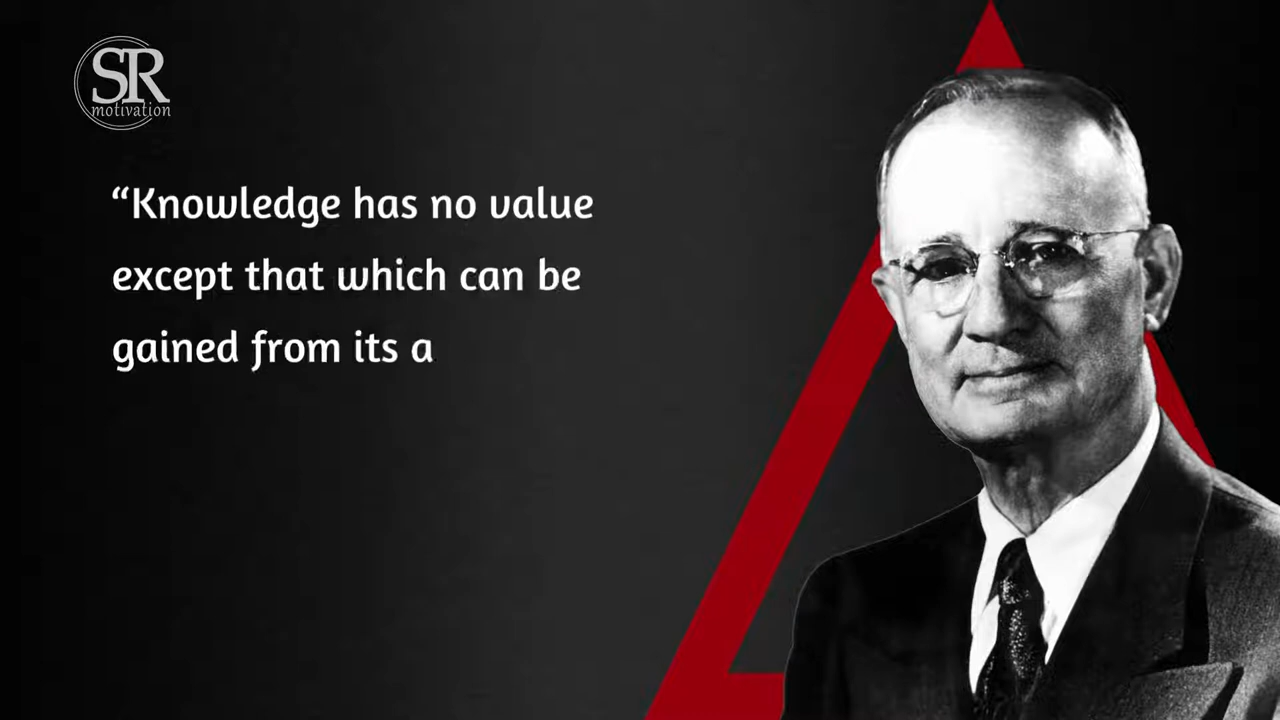 SR
motivation
“Knowledge has no value
except that which can be
gained from its a